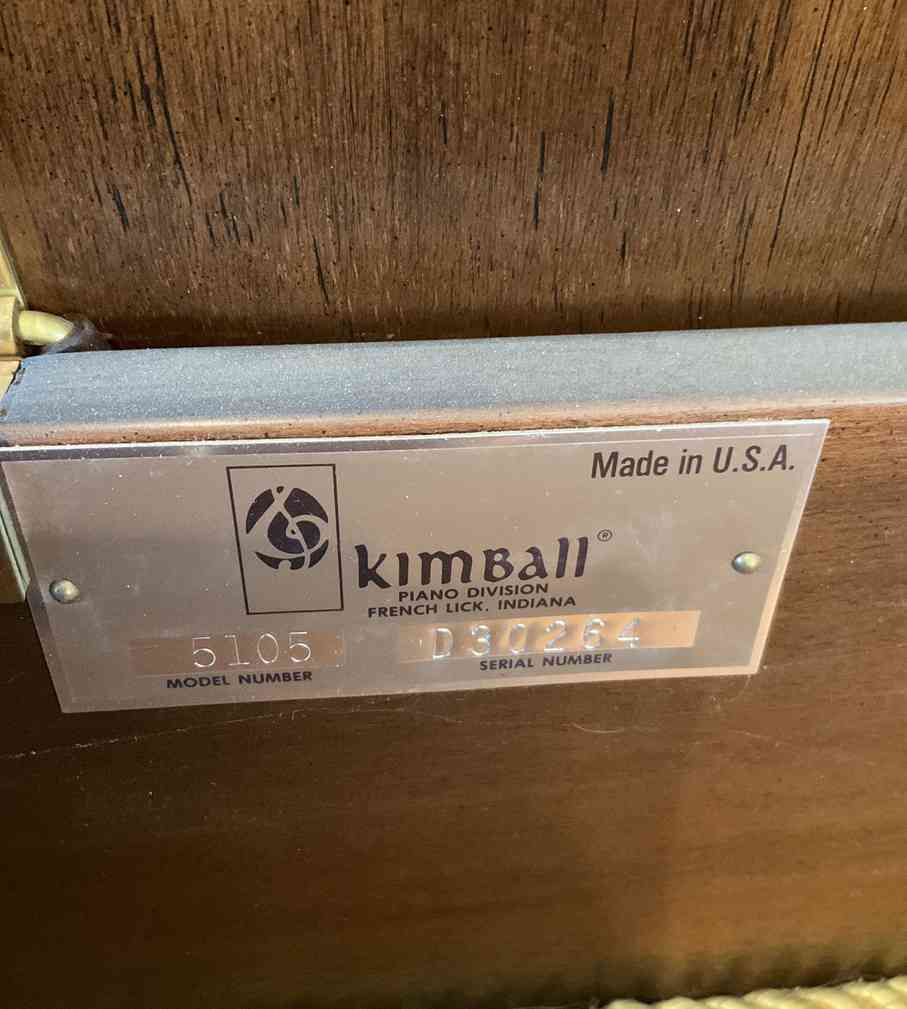 Made in U.S.A.
KIMBALL®
PIANO DIVISION
FRENCH LICK, INDIANA
5105 D30264
MODEL NUMBER SERIAL NUMBER